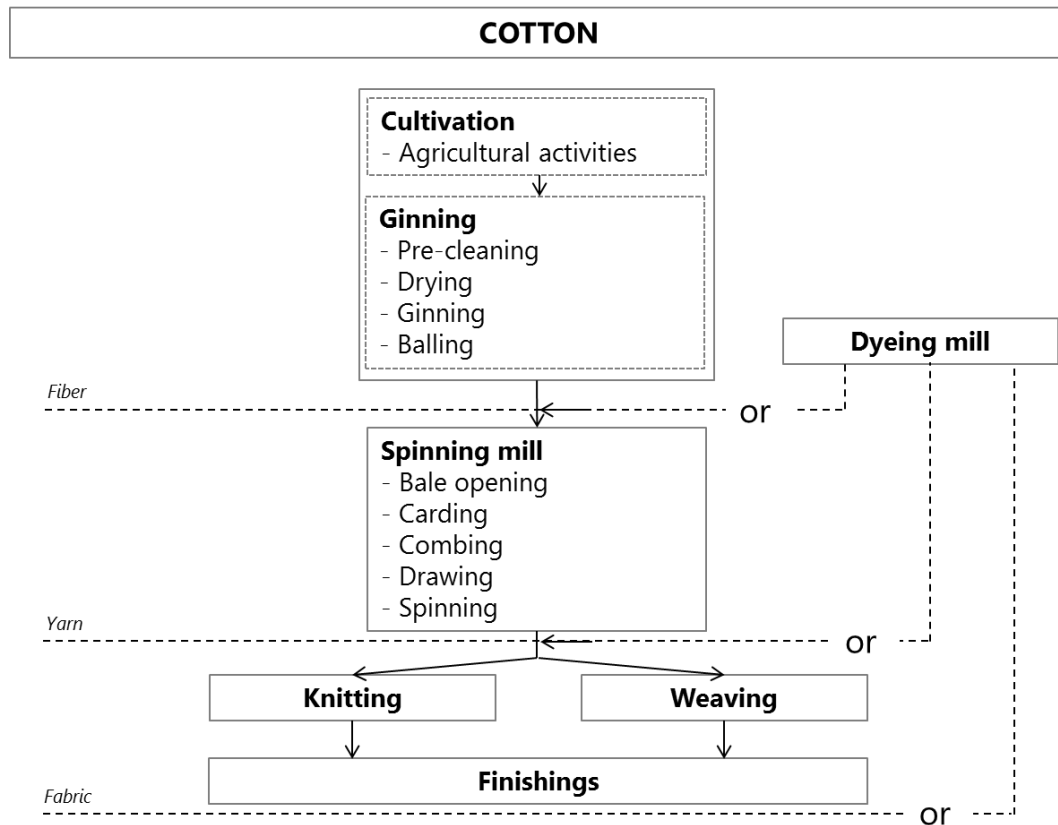 COTTON
Cultivation
- Agricultural activities
Ginning
- Pre-cleaning
- Drying
- Ginning
- Balling
Dyeing mill
Fiber
or
Spinning mill
- Bale opening
- Carding
- Combing
- Drawing
- Spinning
Yarn
or
Knitting
Weaving
Finishings
Fabric
or